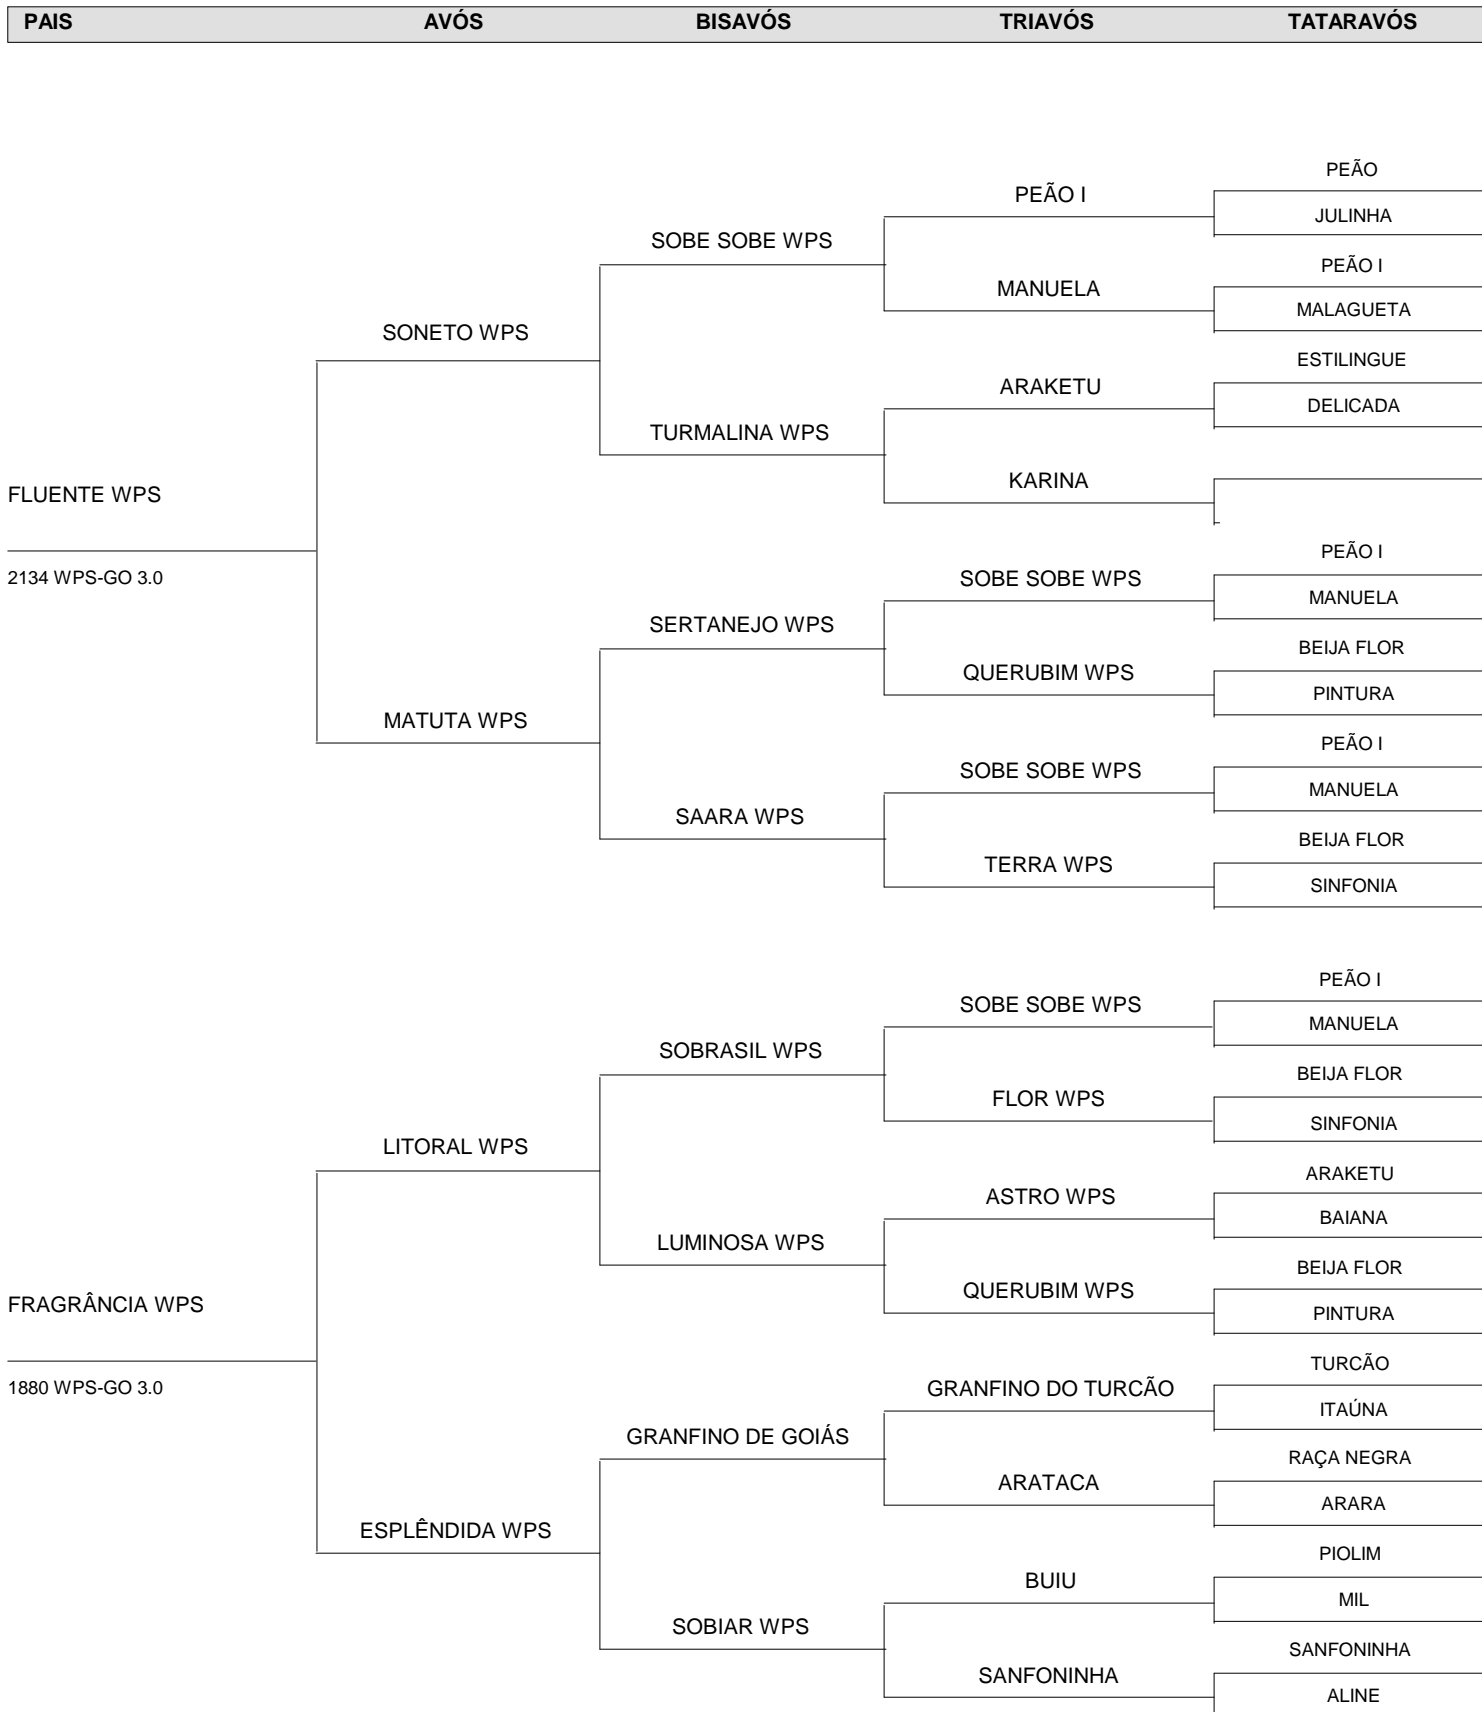 PAIS AVÓS BISAVÓS TRIAVÓS TATARAVÓS
PEÃO
PEÃO I
JULINHA
SOBE SOBE WPS
PEÃO I
MANUELA
MALAGUETA
SONETO WPS
ESTILINGUE
ARAKETU
DELICADA
TURMALINA WPS
KARINA
FLUENTE WPS
PEÃO I
2134 WPS-GO 3.0
SOBE SOBE WPS
MANUELA
SERTANEJO WPS
BEIJA FLOR
QUERUBIM WPS
PINTURA
MATUTA WPS
PEÃO I
SOBE SOBE WPS
MANUELA
SAARA WPS
BEIJA FLOR
TERRA WPS
SINFONIA
PEÃO I
SOBE SOBE WPS
MANUELA
SOBRASIL WPS
BEIJA FLOR
FLOR WPS
SINFONIA
LITORAL WPS
ARAKETU
ASTRO WPS
BAIANA
LUMINOSA WPS
BEIJA FLOR
QUERUBIM WPS
FRAGRÂNCIA WPS
PINTURA
TURCÃO
1880 WPS-GO 3.0
GRANFINO DO TURCÃO
ITAÚNA
GRANFINO DE GOIÁS
RAÇA NEGRA
ARATACA
ARARA
ESPLÊNDIDA WPS
PIOLIM
BUIU
MIL
SOBIAR WPS
SANFONINHA
SANFONINHA
ALINE